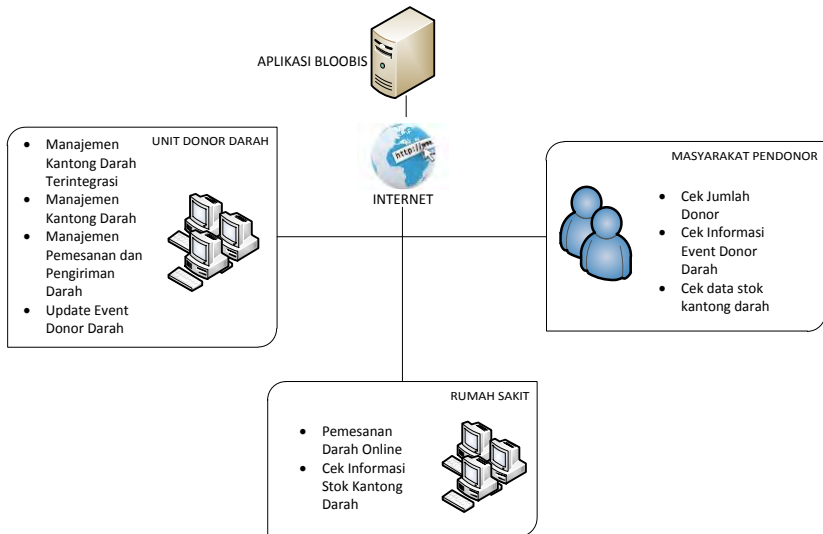 APLIKASI BLOOBIS
http://www.
INTERNET
UNIT DONOR DARAH
• Manajemen
Kantong Darah
Terintegrasi
• Manajemen
Kantong Darah
• Manajemen
Pemesanan dan
Pengiriman
Darah
• Update Event
Donor Darah
MASYARAKAT PENDONOR
• Cek Jumlah
Donor
• Cek Informasi
Event Donor
Darah
• Cek data stok
kantong darah
RUMAH SAKIT
• Pemesanan
Darah Online
• Cek Informasi
Stok Kantong
Darah